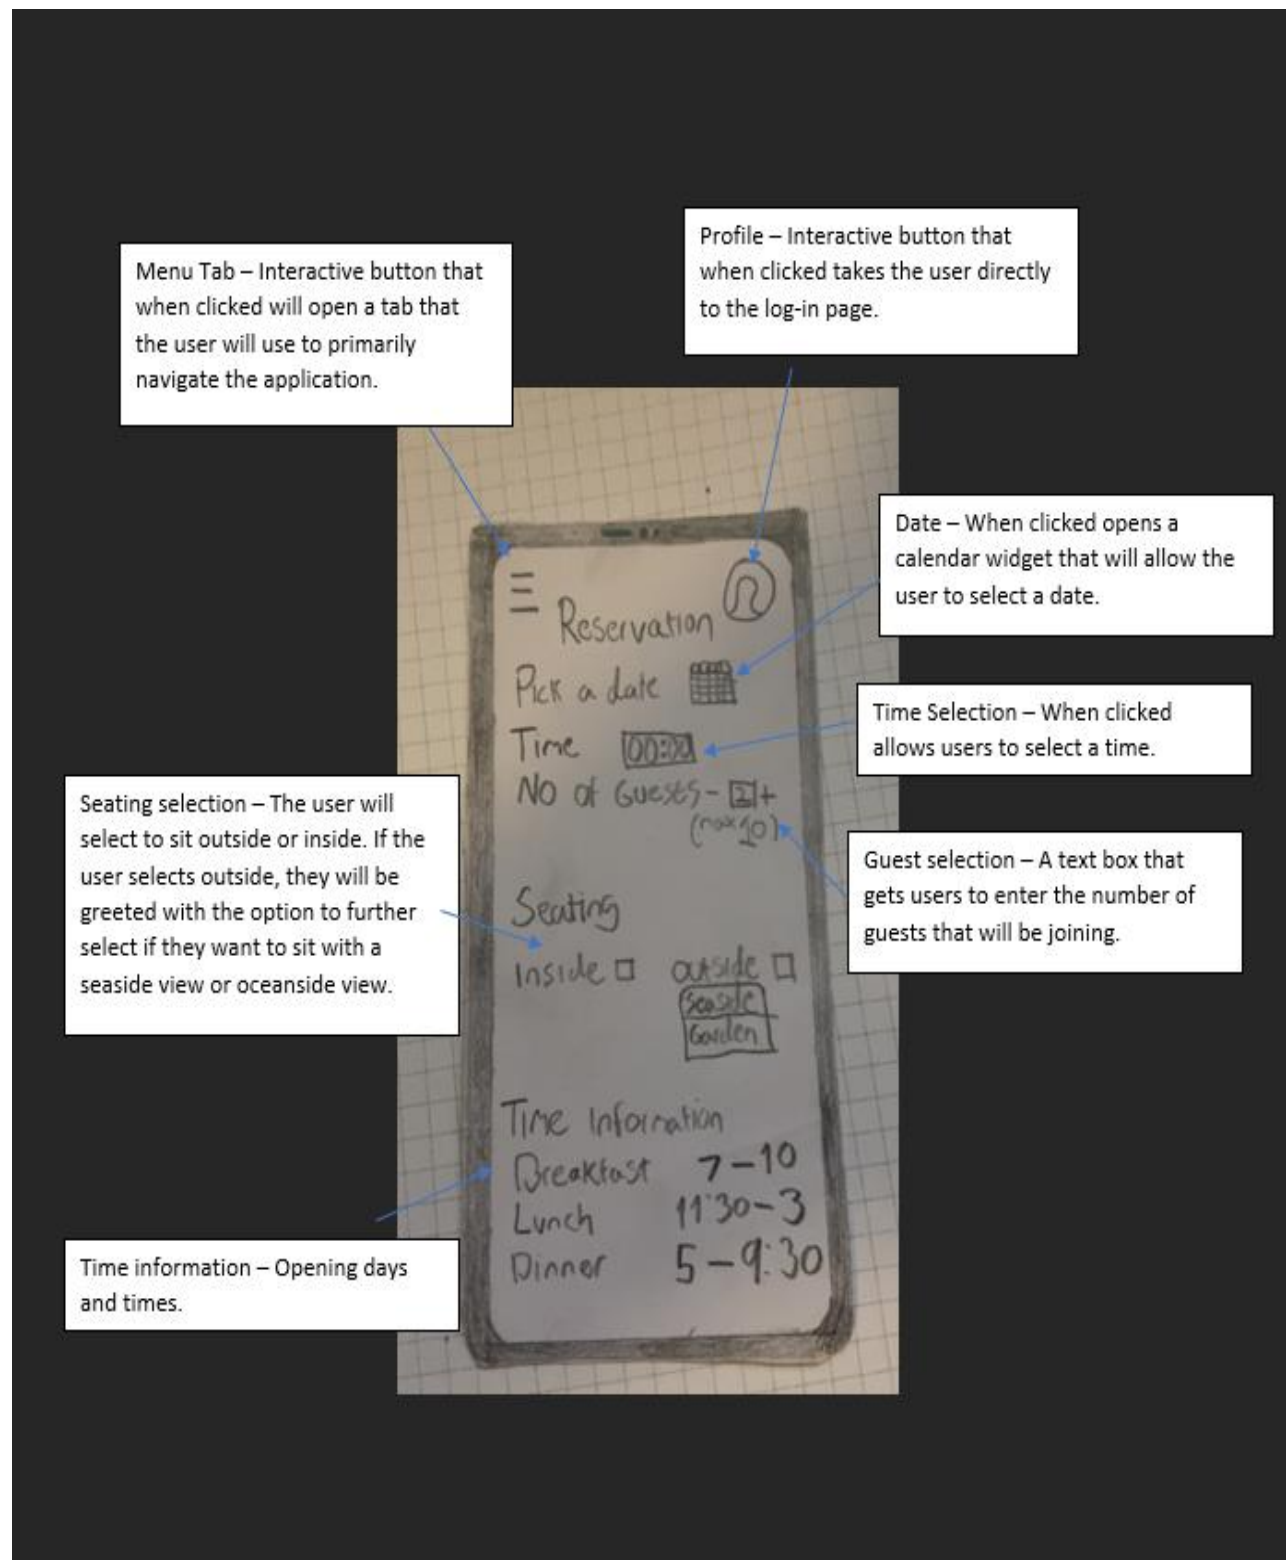 Profile – Interactive button that
when clicked takes the user directly
to the log-in page.
Menu Tab – Interactive button that
when clicked will open a tab that
the user will use to primarily
navigate the application.
Date – When clicked opens a
calendar widget that will allow the
user to select a date.
Time Selection – When clicked
allows users to select a time.
Seating selection – The user will
select to sit outside or inside. If the
user selects outside, they will be
greeted with the option to further
select if they want to sit with a
seaside view or oceanside view.
Guest selection – A text box that
gets users to enter the number of
guests that will be joining.
Time information – Opening days
and times.
Reservation
Pick a date
Time 00:00
No of Guests - 2 +
(max 10)
Seating
Inside outside
Seaside
Garden
Time Information
Breakfast 7 – 10
Lunch 11:30 – 3
Dinner 5 – 9:30